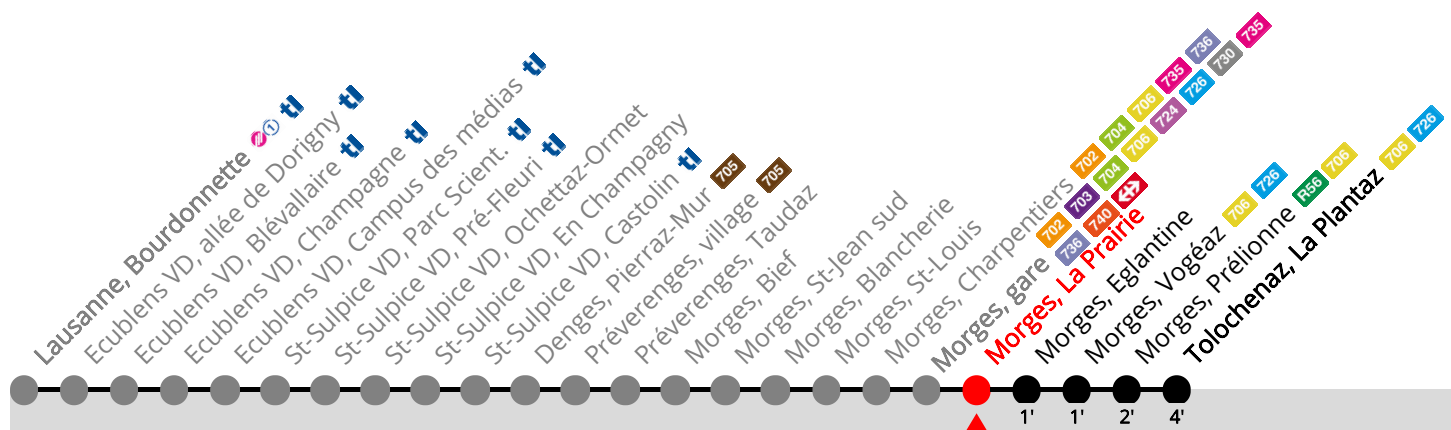 Lausanne, Bourdonnette m 1 tl
Ecublens VD, allée de Dorigny tl
Ecublens VD, Blévallaire tl
Ecublens VD, Champagne tl
Ecublens VD, Campus des médias tl
St-Sulpice VD, Parc Scient. tl
St-Sulpice VD, Pré-Fleuri tl
St-Sulpice VD, Ochettaz-Ormet
St-Sulpice VD, En Champagny
St-Sulpice VD, Castolin tl
Denges, Pierraz-Mur 705
Préverenges, village 705
Préverenges, Taudaz
Morges, Bief
Morges, St-Jean sud
Morges, Blancherie
Morges, St-Louis
Morges, Charpentiers 702 704 706 735 736
Morges, gare 702 703 704 706 724 726 730 735
736 740
Morges, La Prairie
Morges, Eglantine
Morges, Vogéaz 706 726
Morges, Prélionne R56 706
Tolochenaz, La Plantaz 706 726
1' 1' 2' 4'